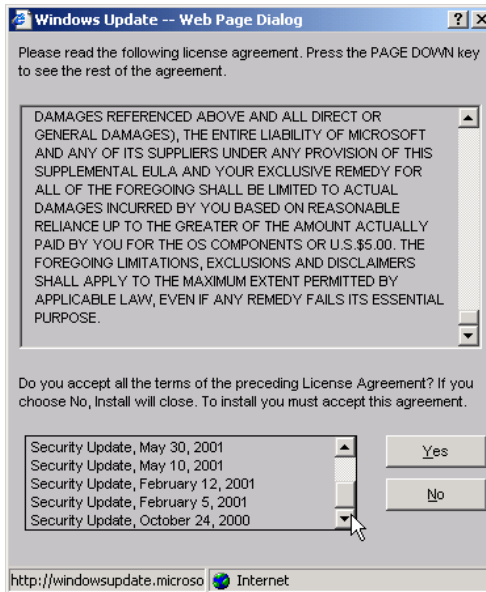 Windows Update -- Web Page Dialog
Please read the following license agreement. Press the PAGE DOWN key
to see the rest of the agreement.
DAMAGES REFERENCED ABOVE AND ALL DIRECT OR
GENERAL DAMAGES), THE ENTIRE LIABILITY OF MICROSOFT
AND ANY OF ITS SUPPLIERS UNDER ANY PROVISION OF THIS
SUPPLEMENTAL EULA AND YOUR EXCLUSIVE REMEDY FOR
ALL OF THE FOREGOING SHALL BE LIMITED TO ACTUAL
DAMAGES INCURRED BY YOU BASED ON REASONABLE
RELIANCE UP TO THE GREATER OF THE AMOUNT ACTUALLY
PAID BY YOU FOR THE OS COMPONENTS OR U.S.$5.00. THE
FOREGOING LIMITATIONS, EXCLUSIONS AND DISCLAIMERS
SHALL APPLY TO THE MAXIMUM EXTENT PERMITTED BY
APPLICABLE LAW, EVEN IF ANY REMEDY FAILS ITS ESSENTIAL
PURPOSE.
Do you accept all the terms of the preceding License Agreement? If you
choose No, Install will close. To install you must accept this agreement.
Security Update, May 30, 2001
Security Update, May 10, 2001
Security Update, February 12, 2001
Security Update, February 5, 2001
Security Update, October 24, 2000
Yes
No
http://windowsupdate.microso
Internet